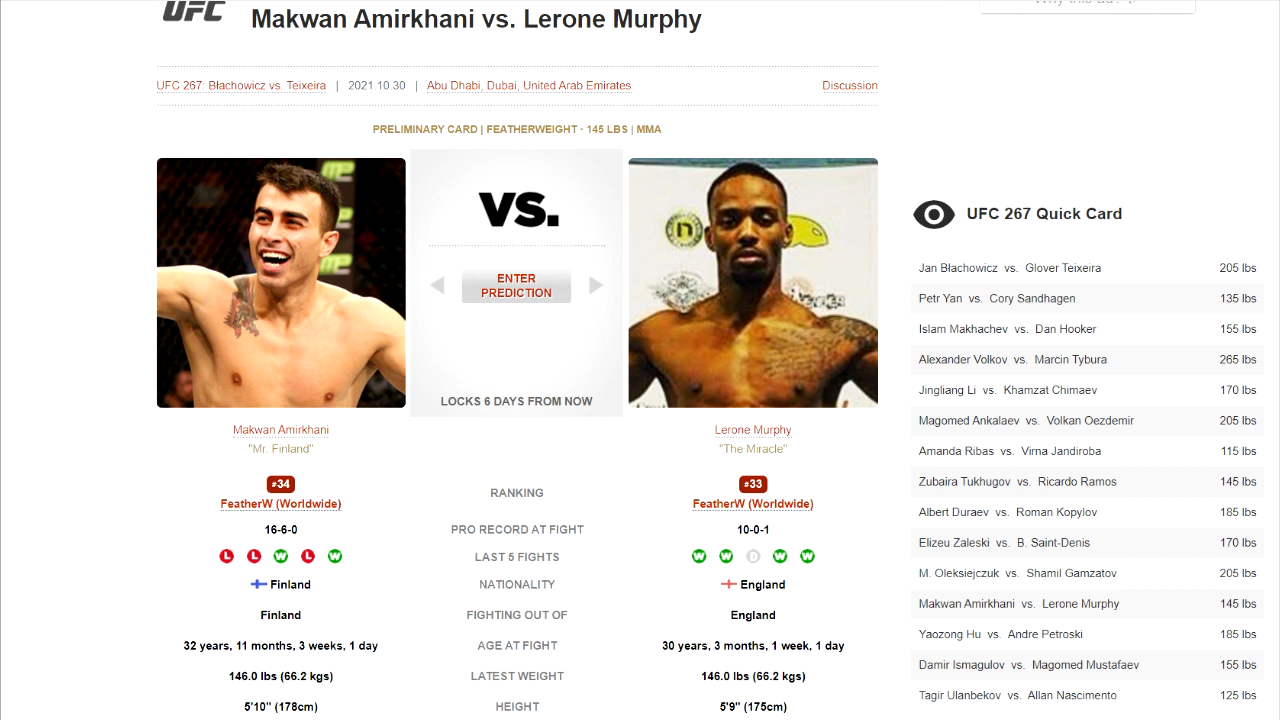 UFC
Makwan Amirkhani vs. Lerone Murphy
UFC 267: Błachowicz vs. Teixeira | 2021.10.30 | Abu Dhabi, Dubai, United Arab Emirates
Discussion
PRELIMINARY CARD | FEATHERWEIGHT · 145 LBS | MMA
VS.
ENTER
PREDICTION
LOCKS 6 DAYS FROM NOW
Makwan Amirkhani
"Mr. Finland"
Lerone Murphy
"The Miracle"
#34 RANKING #33
FeatherW (Worldwide) FeatherW (Worldwide)
16-6-0 PRO RECORD AT FIGHT 10-0-1
L L W L W LAST 5 FIGHTS W W D W W
Finland NATIONALITY England
Finland FIGHTING OUT OF England
32 years, 11 months, 3 weeks, 1 day AGE AT FIGHT 30 years, 3 months, 1 week, 1 day
146.0 lbs (66.2 kgs) LATEST WEIGHT 146.0 lbs (66.2 kgs)
5'10" (178cm) HEIGHT 5'9" (175cm)
UFC 267 Quick Card
Jan Błachowicz vs. Glover Teixeira 205 lbs
Petr Yan vs. Cory Sandhagen 135 lbs
Islam Makhachev vs. Dan Hooker 155 lbs
Alexander Volkov vs. Marcin Tybura 265 lbs
Jingliang Li vs. Khamzat Chimaev 170 lbs
Magomed Ankalaev vs. Volkan Oezdemir 205 lbs
Amanda Ribas vs. Virna Jandiroba 115 lbs
Zubaira Tukhugov vs. Ricardo Ramos 145 lbs
Albert Duraev vs. Roman Kopylov 185 lbs
Elizeu Zaleski vs. B. Saint-Denis 170 lbs
M. Oleksiejczuk vs. Shamil Gamzatov 205 lbs
Makwan Amirkhani vs. Lerone Murphy 145 lbs
Yaozong Hu vs. Andre Petroski 185 lbs
Damir Ismagulov vs. Magomed Mustafaev 155 lbs
Tagir Ulanbekov vs. Allan Nascimento 125 lbs